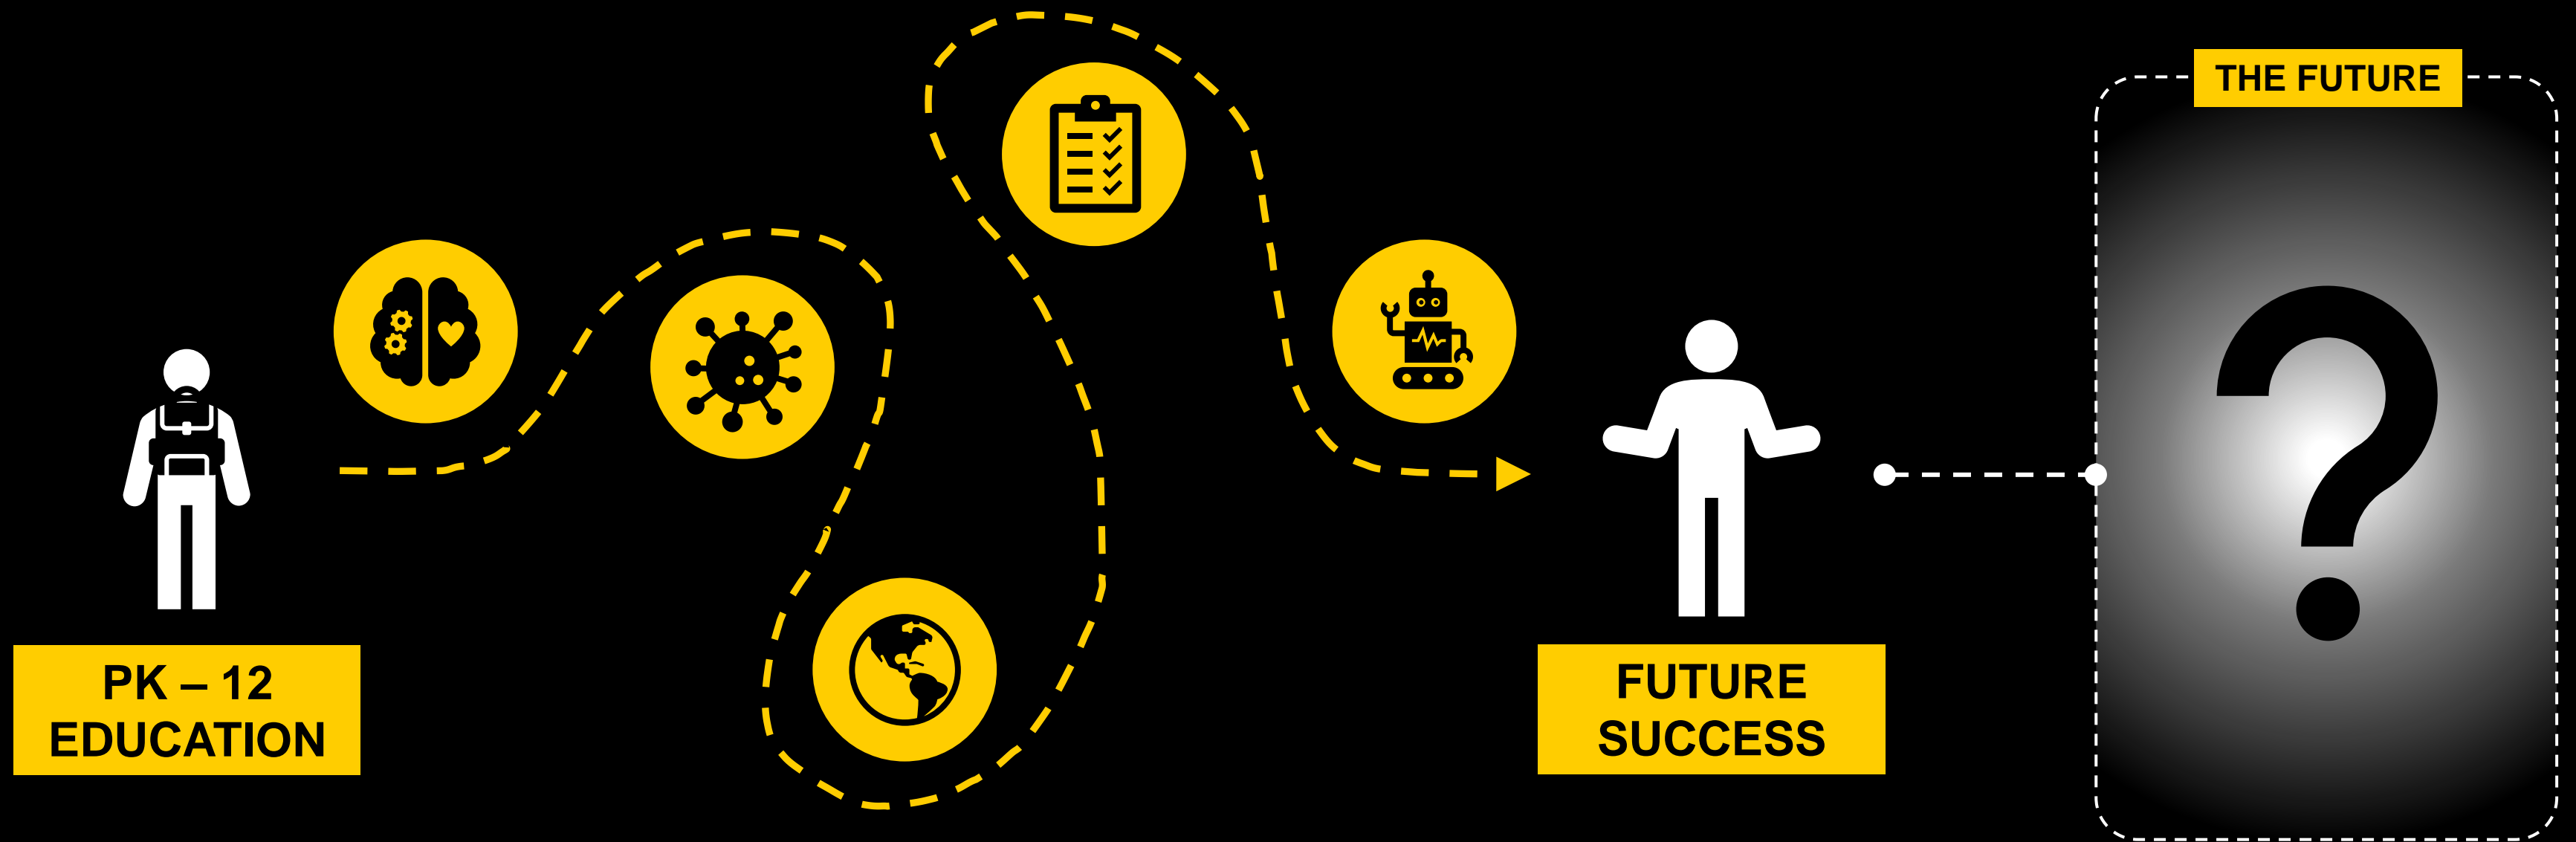 PK – 12
EDUCATION
FUTURE
SUCCESS
THE FUTURE
?